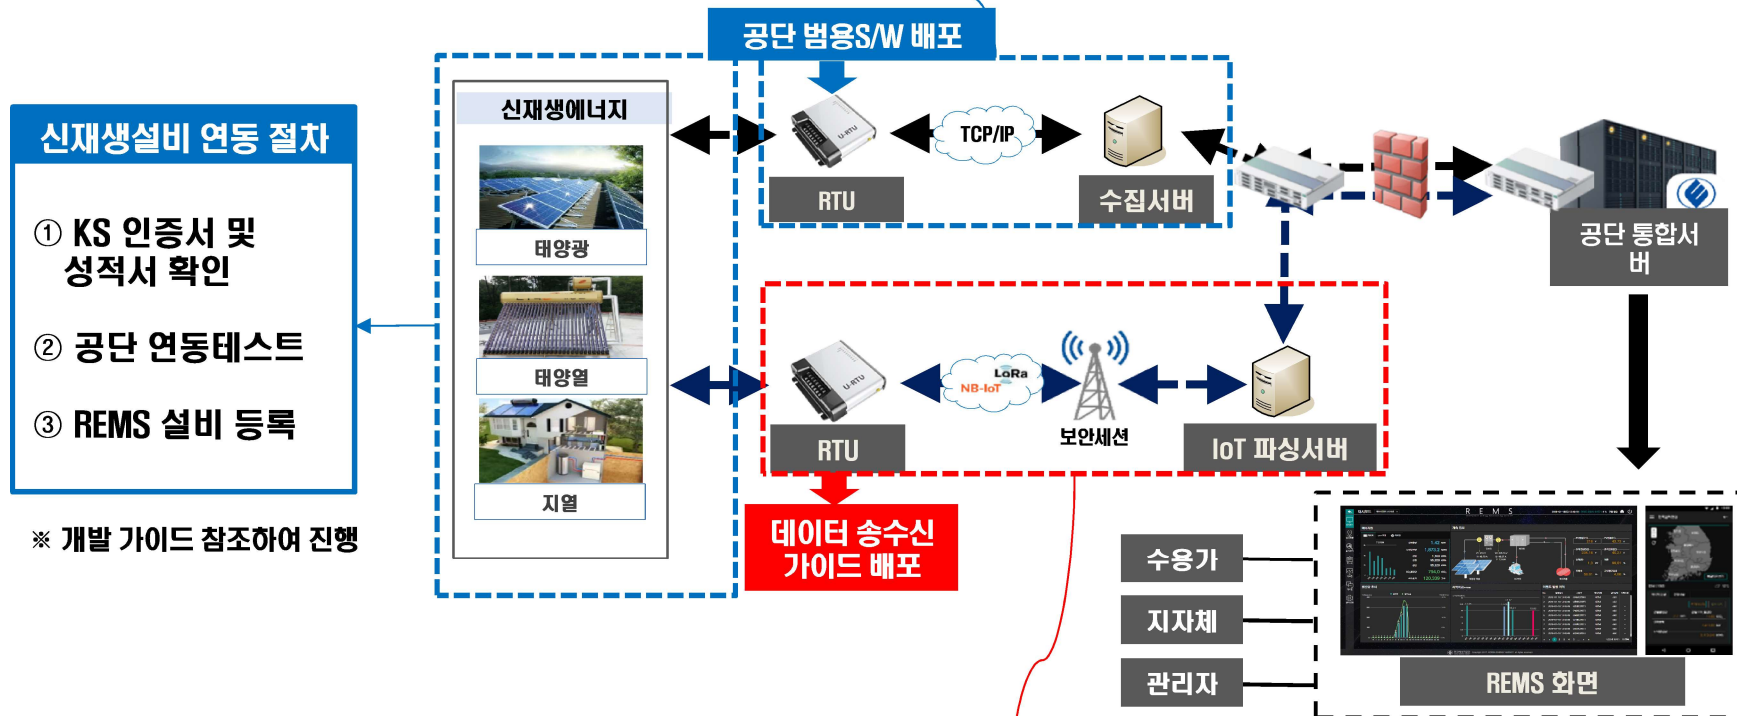 공단 범용S/W 배포
신재생설비 연동 절차
① KS 인증서 및
성적서 확인
② 공단 연동테스트
③ REMS 설비 등록
※ 개발 가이드 참조하여 진행
신재생에너지
태양광
태양열
지열
U-RTU
RTU
TCP/IP
수집서버
공단 통합서
버
U-RTU
RTU
LoRa
NB-IoT
보안세션
IoT 파싱서버
데이터 송수신
가이드 배포
수용가
지자체
관리자
R E M S
REMS 화면